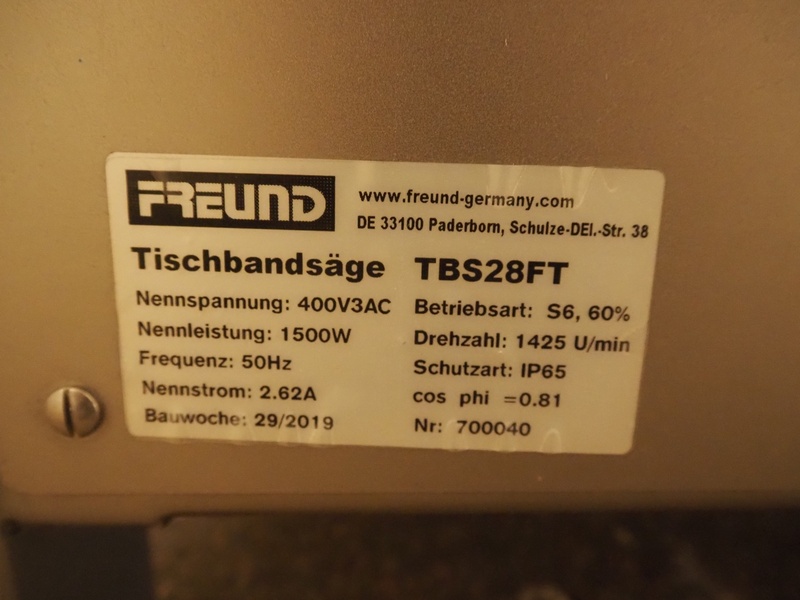 FREUND
www.freund-germany.com
DE 33100 Paderborn, Schulze-DEl.-Str. 38
Tischbandsäge TBS28FT
Nennspannung: 400V3AC
Nennleistung: 1500W
Frequenz: 50Hz
Nennstrom: 2.62A
Bauwoche: 29/2019
Betriebsart: S6, 60%
Drehzahl: 1425 U/min
Schutzart: IP65
cos phi =0.81
Nr: 700040